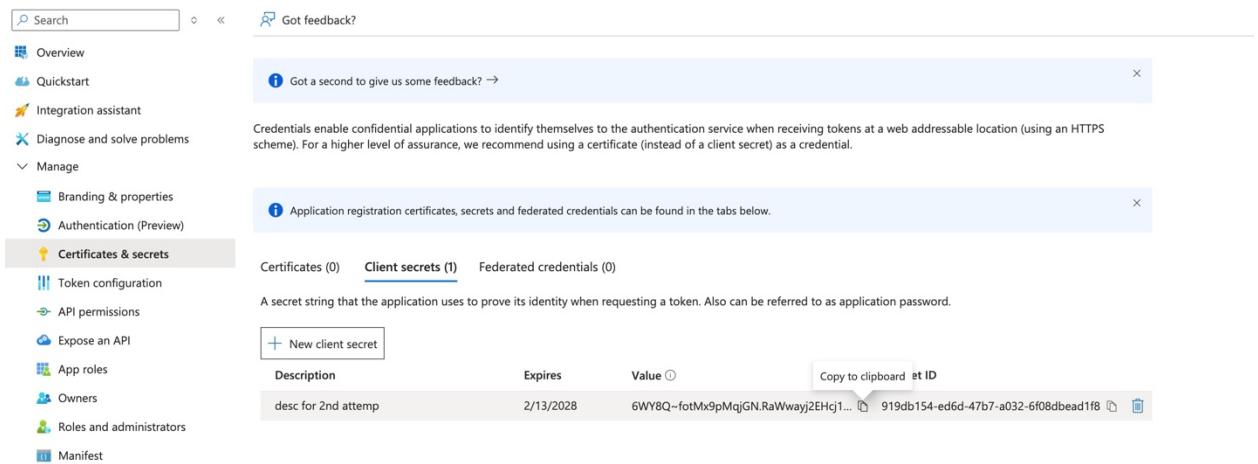 Search
Got feedback?
Overview
Quickstart
Integration assistant
Diagnose and solve problems
Manage
Branding & properties
Authentication (Preview)
Certificates & secrets
Token configuration
API permissions
Expose an API
App roles
Owners
Roles and administrators
Manifest
Got a second to give us some feedback? →
Credentials enable confidential applications to identify themselves to the authentication service when receiving tokens at a web addressable location (using an HTTPS
scheme). For a higher level of assurance, we recommend using a certificate (instead of a client secret) as a credential.
Application registration certificates, secrets and federated credentials can be found in the tabs below.
Certificates (0) Client secrets (1) Federated credentials (0)
A secret string that the application uses to prove its identity when requesting a token. Also can be referred to as application password.
New client secret
Copy to clipboard
Description Expires Value et ID
desc for 2nd attemp 2/13/2028 6WY8Q~fotMx9pMqjGN.RaWwayj2EHcj1... 919db154-ed6d-47b7-a032-6f08dbead1f8